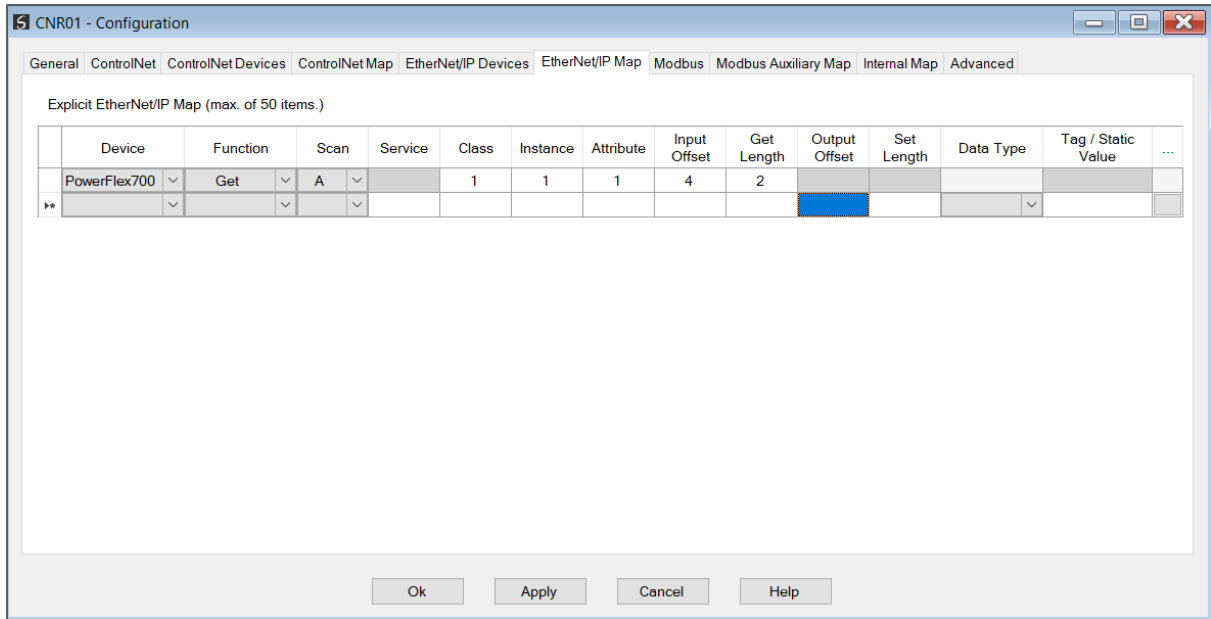 CNR01 - Configuration
General ControlNet ControlNet Devices ControlNet Map EtherNet/IP Devices EtherNet/IP Map Modbus Modbus Auxiliary Map Internal Map Advanced
Explicit EtherNet/IP Map (max. of 50 items.)
Device Function Scan Service Class Instance Attribute Input Offset Get Length Output Offset Set Length Data Type Tag / Static Value ...
PowerFlex700 Get A 1 1 1 4 2
Ok Apply Cancel Help